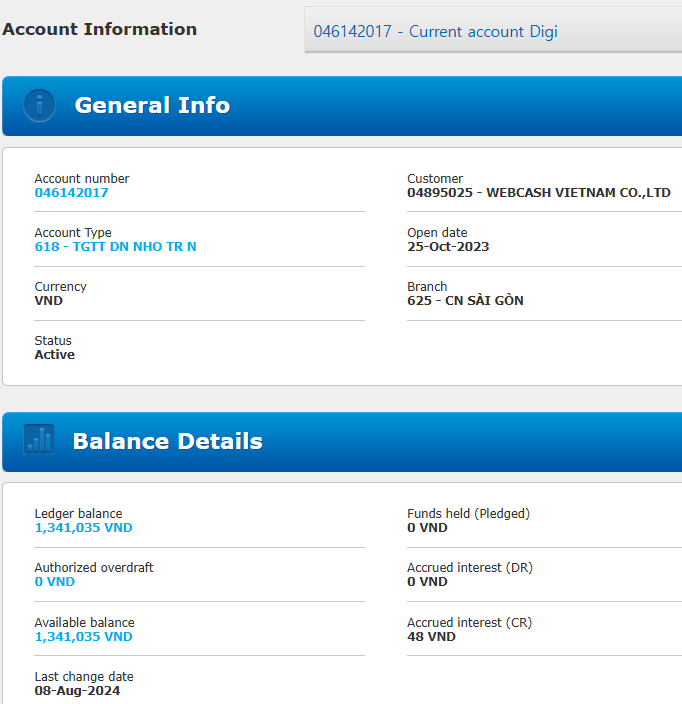 Account Information
046142017 - Current account Digi
General Info
Account number
046142017
Customer
04895025 - WEBCASH VIETNAM CO.,LTD
Account Type
618 - TGTT DN NHO TR N
Open date
25-Oct-2023
Currency
VND
Branch
625 - CN SÀI GÒN
Status
Active
Balance Details
Ledger balance
1,341,035 VND
Funds held (Pledged)
0 VND
Authorized overdraft
0 VND
Accrued interest (DR)
0 VND
Available balance
1,341,035 VND
Accrued interest (CR)
48 VND
Last change date
08-Aug-2024